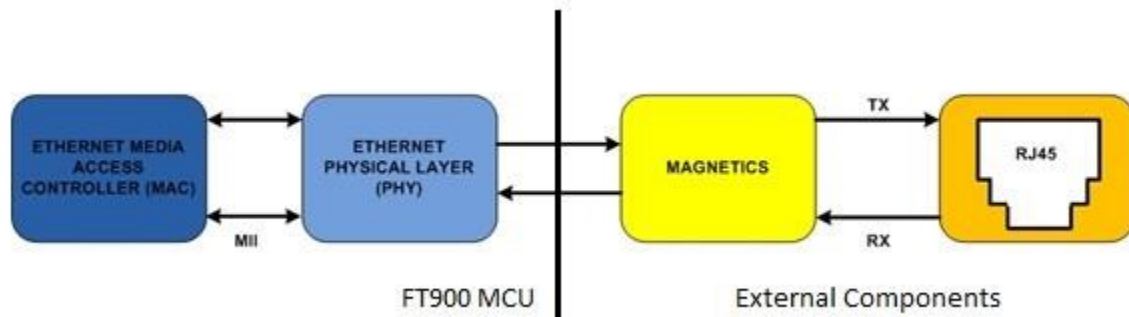 ETHERNET MEDIA
ACCESS
CONTROLLER (MAC)
MII
ETHERNET
PHYSICAL LAYER
(PHY)
MAGNETICS
TX
RX
RJ45
FT900 MCU
External Components